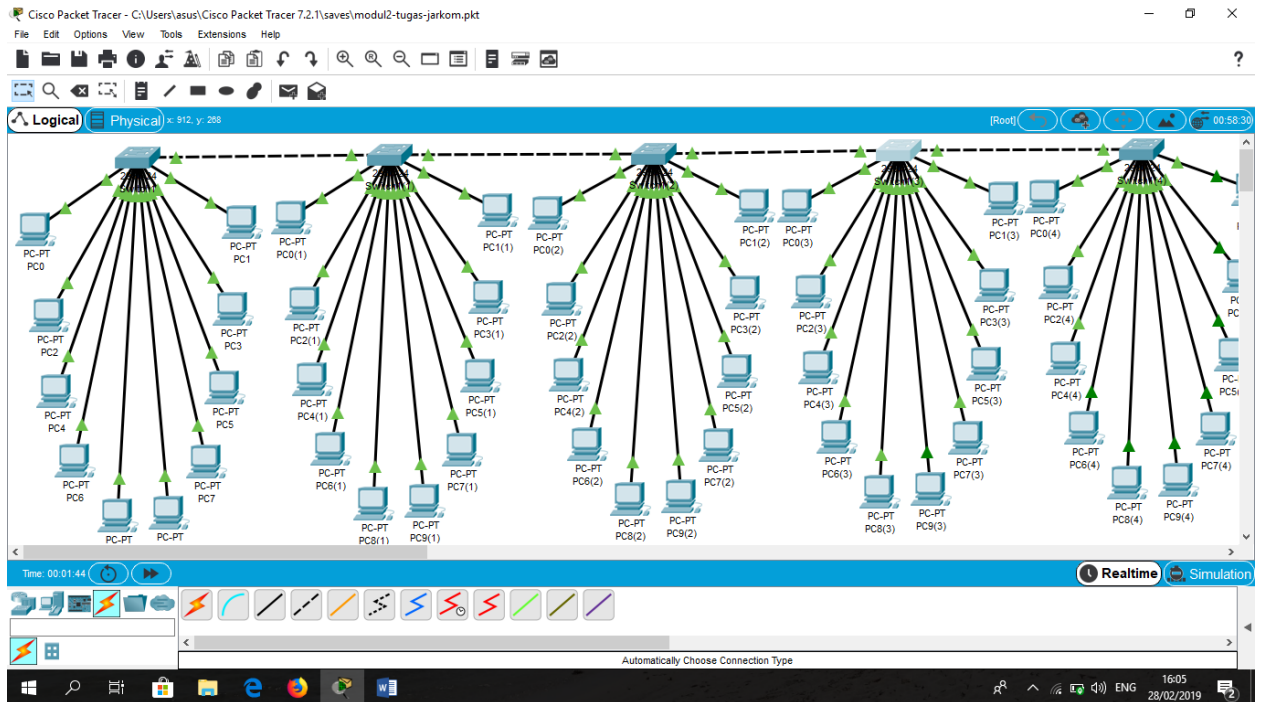 Cisco Packet Tracer - C:\Users\asus\Cisco Packet Tracer 7.2.1\saves\modul2-tugas-jarkom.pkt
File Edit Options View Tools Extensions Help
?
Logical Physical x: 912, y: 268 [Root] 00:58:30
Switch(1) Switch(2) Switch(3) Switch(4)
PC-PT
PC0
PC-PT
PC1
PC-PT
PC2
PC-PT
PC3
PC-PT
PC4
PC-PT
PC5
PC-PT
PC6
PC-PT
PC7
PC-PT
PC-PT
PC-PT
PC0(1)
PC-PT
PC1(1)
PC-PT
PC2(1)
PC-PT
PC3(1)
PC-PT
PC4(1)
PC-PT
PC5(1)
PC-PT
PC6(1)
PC-PT
PC7(1)
PC-PT
PC8(1)
PC-PT
PC9(1)
PC-PT
PC0(2)
PC-PT
PC1(2)
PC-PT
PC2(2)
PC-PT
PC3(2)
PC-PT
PC4(2)
PC-PT
PC5(2)
PC-PT
PC6(2)
PC-PT
PC7(2)
PC-PT
PC8(2)
PC-PT
PC9(2)
PC-PT
PC0(3)
PC-PT
PC1(3)
PC-PT
PC2(3)
PC-PT
PC3(3)
PC-PT
PC4(3)
PC-PT
PC5(3)
PC-PT
PC6(3)
PC-PT
PC7(3)
PC-PT
PC8(3)
PC-PT
PC9(3)
PC-PT
PC0(4)
PC-PT
PC2(4)
PC-PT
PC4(4)
PC-PT
PC6(4)
PC-PT
PC7(4)
PC-PT
PC8(4)
PC-PT
PC9(4)
Time: 00:01:44 Realtime Simulation
Automatically Choose Connection Type
ENG 16:05
28/02/2019
2